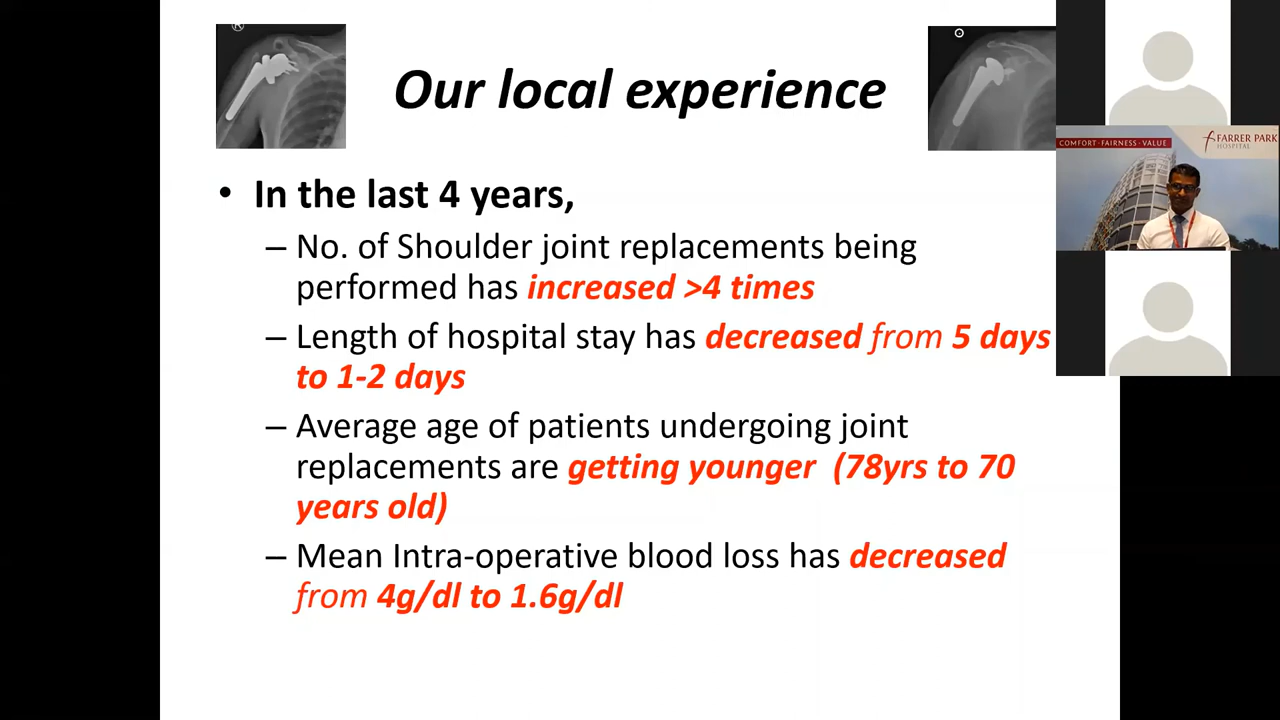 Our local experience
• In the last 4 years,
– No. of Shoulder joint replacements being
performed has increased >4 times
– Length of hospital stay has decreased from 5 days
to 1-2 days
– Average age of patients undergoing joint
replacements are getting younger (78yrs to 70
years old)
– Mean Intra-operative blood loss has decreased
from 4g/dl to 1.6g/dl
COMFORT · FAIRNESS · VALUE
FARRER PARK
HOSPITAL
R